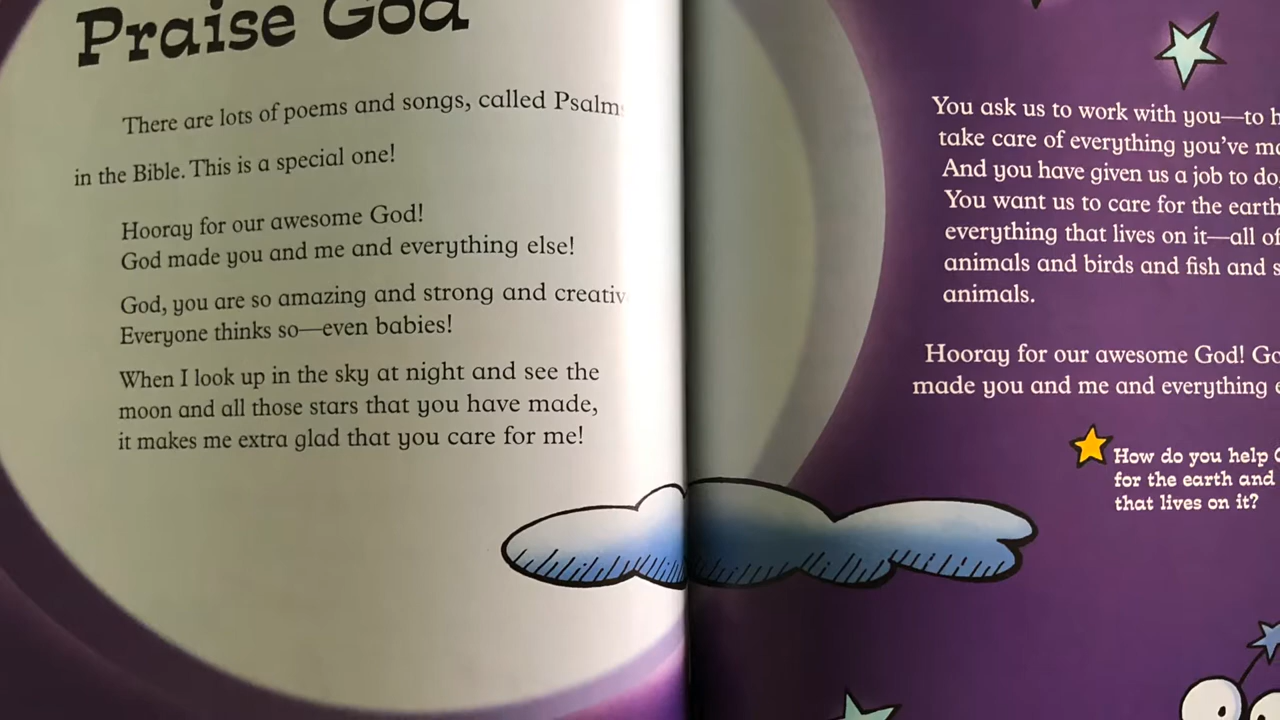 Praise God
There are lots of poems and songs, called Psalm
in the Bible. This is a special one!
Hooray for our awesome God!
God made you and me and everything else!
God, you are so amazing and strong and creativ
Everyone thinks so—even babies!
When I look up in the sky at night and see the
moon and all those stars that you have made,
it makes me extra glad that you care for me!
You ask us to work with you—to
take care of everything you've
And you have given us a job to do
You want us to care for the earth
everything that lives on it—all of
animals and birds and fish and
animals.
Hooray for our awesome God!
made you and me and everything
How do you help
for the earth and
that lives on it?